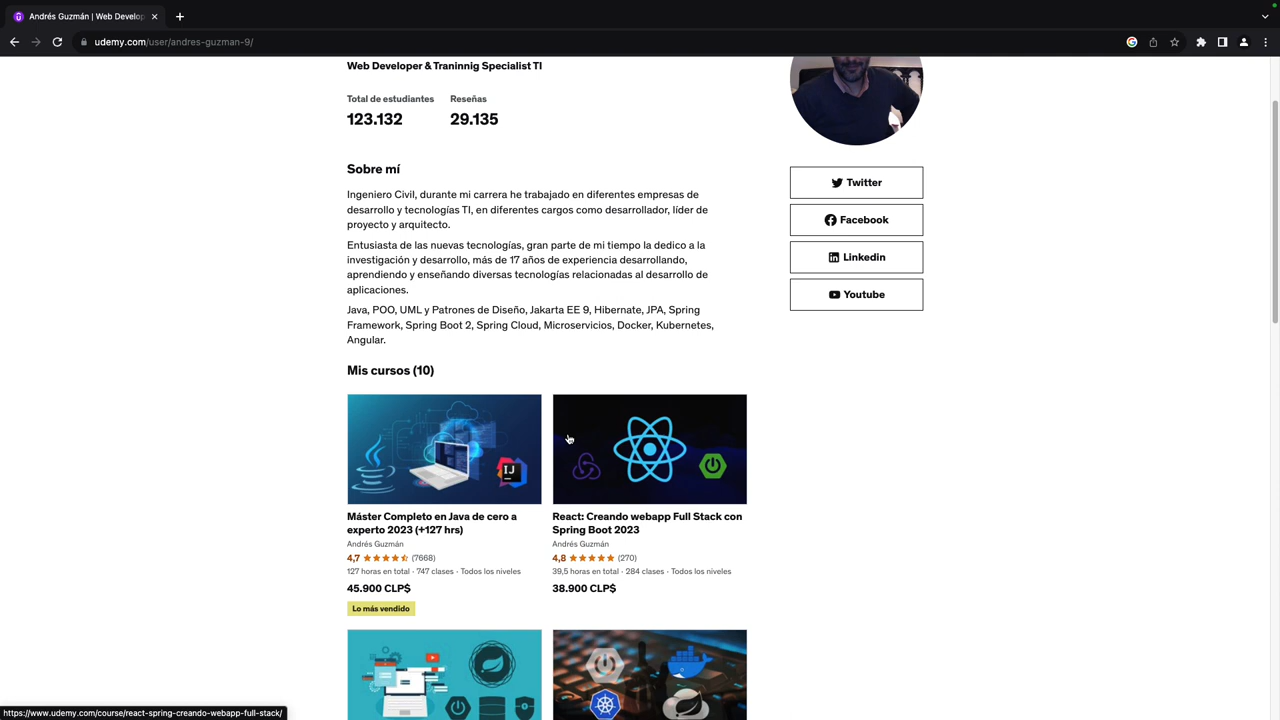 Andrés Guzmán | Web Develop
udemy.com/user/andres-guzman-9/
Web Developer & Traninnig Specialist TI
Total de estudiantes
Reseñas
123.132
29.135
Sobre mí
Ingeniero Civil, durante mi carrera he trabajado en diferentes empresas de
desarrollo y tecnologías TI, en diferentes cargos como desarrollador, líder de
proyecto y arquitecto.
Entusiasta de las nuevas tecnologías, gran parte de mi tiempo la dedico a la
investigación y desarrollo, más de 17 años de experiencia desarrollando,
aprendiendo y enseñando diversas tecnologías relacionadas al desarrollo de
aplicaciones.
Java, POO, UML y Patrones de Diseño, Jakarta EE 9, Hibernate, JPA, Spring
Framework, Spring Boot 2, Spring Cloud, Microservicios, Docker, Kubernetes,
Angular.
Twitter
Facebook
Linkedin
Youtube
Mis cursos (10)
IJ
Máster Completo en Java de cero a
experto 2023 (+127 hrs)
Andrés Guzmán
4,7 (7668)
127 horas en total · 747 clases · Todos los niveles
45.900 CLP$
Lo más vendido
React: Creando webapp Full Stack con
Spring Boot 2023
Andrés Guzmán
4,8 (270)
39,5 horas en total · 284 clases · Todos los niveles
38.900 CLP$
https://www.udemy.com/course/react-spring-creando-webapp-full-stack/